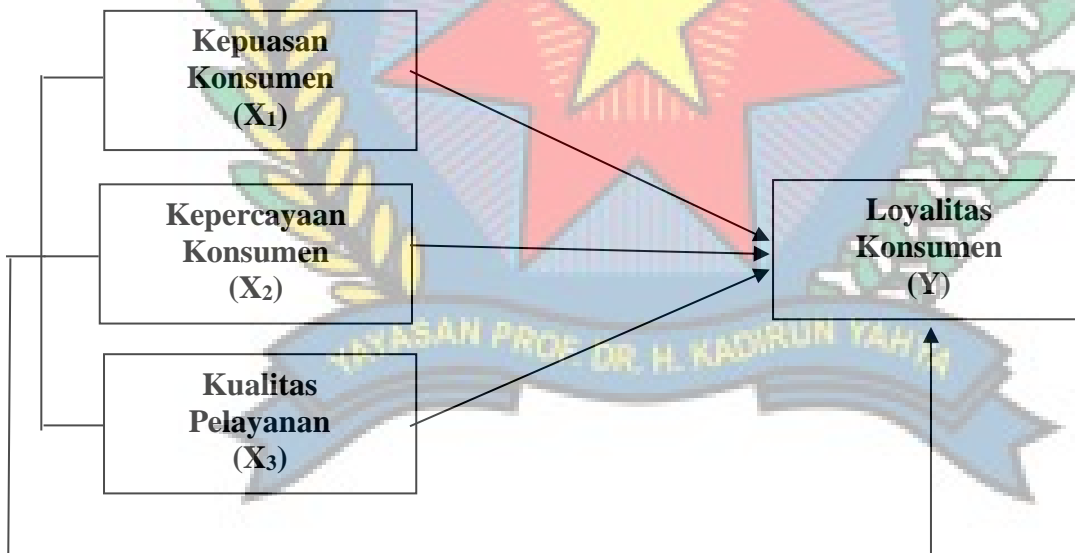 Kepuasan
Konsumen
(X₁)
Kepercayaan
Konsumen
(X₂)
Kualitas
Pelayanan
(X₃)
Loyalitas
Konsumen
(Y)
YAYASAN PROF. DR. H. KADIRUN YAHYA